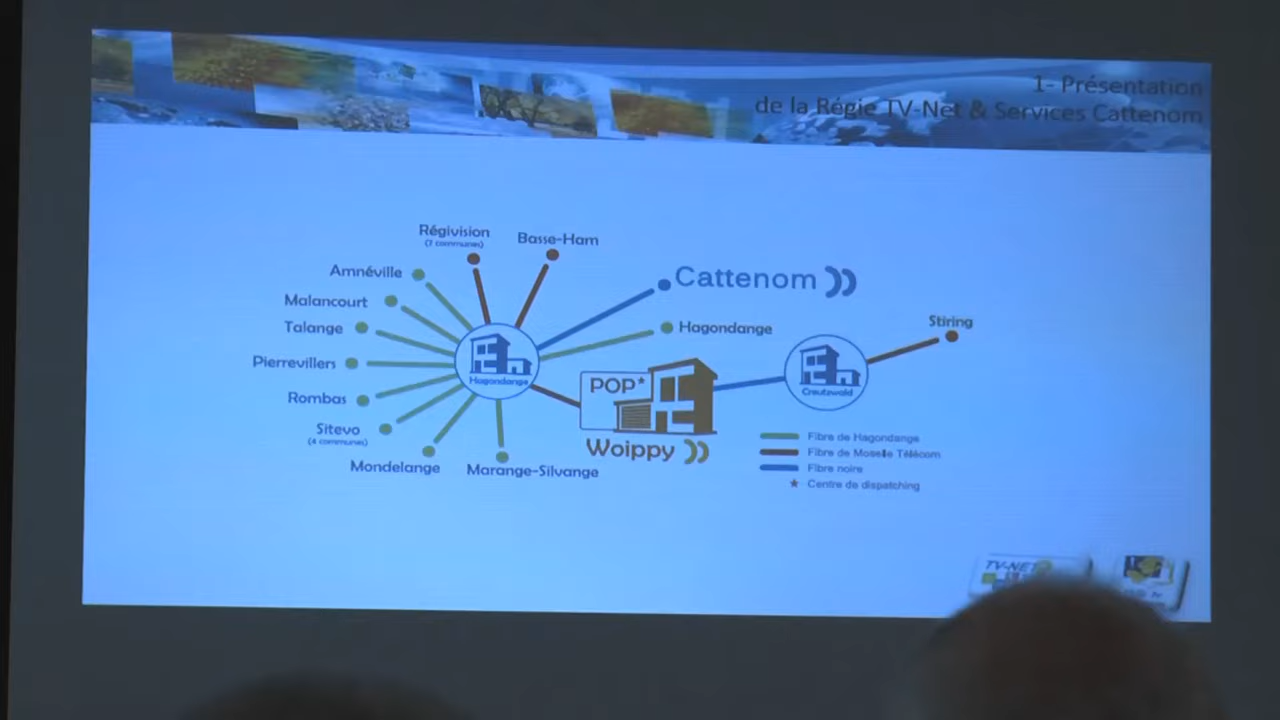 1- Présentation
de la Régie TV-Net & Services Cattenom
Régivision
(7 communes)
Basse-Ham
Amnéville
Cattenom
Malancourt
Talange
Hagondange
Stiring
Pierrevillers
Hagondange
POP*
Creutzwald
Rombas
Sitevo
(4 communes)
Woippy
Mondelange
Marange-Silvange
Fibre de Hagondange
Fibre de Moselle Télécom
Fibre noire
* Centre de dispatching
TV-NET